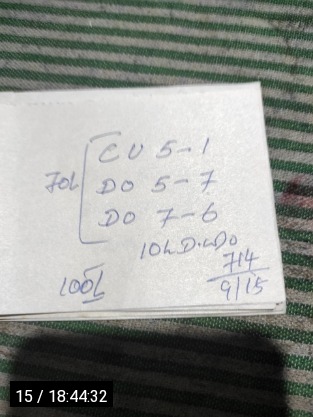 CU 5-1
70L DO 5-7
DO 7-6
10L D.WDo
714
100L 9/15
15 / 18:44:32